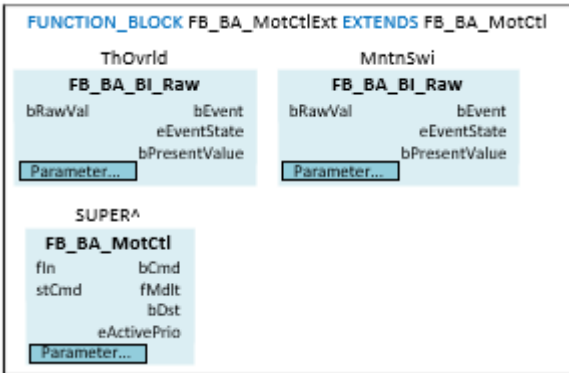 FUNCTION_BLOCK FB_BA_MotCtlExt EXTENDS FB_BA_MotCtl
ThOvrld
FB_BA_BI_Raw
bRawVal bEvent
eEventState
bPresentValue
Parameter...
MntnSwi
FB_BA_BI_Raw
bRawVal bEvent
eEventState
bPresentValue
Parameter...
SUPER^
FB_BA_MotCtl
fIn bCmd
stCmd fMdlt
bDst
eActivePrio
Parameter...